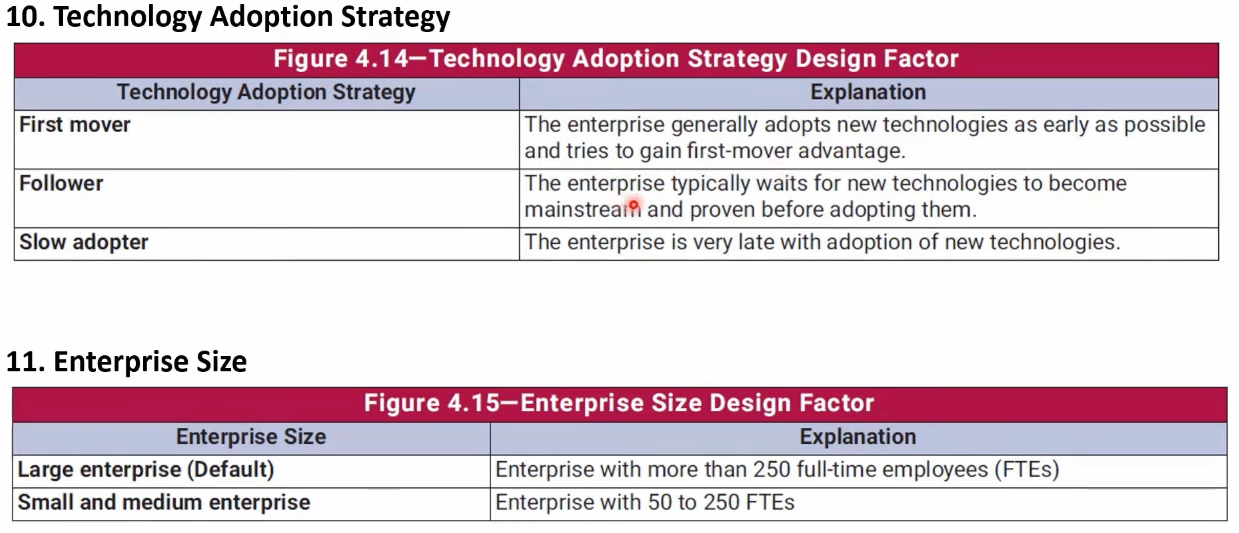 10. Technology Adoption Strategy
Figure 4.14—Technology Adoption Strategy Design Factor
Technology Adoption Strategy Explanation
First mover The enterprise generally adopts new technologies as early as possible
and tries to gain first-mover advantage.
Follower The enterprise typically waits for new technologies to become
mainstream and proven before adopting them.
Slow adopter The enterprise is very late with adoption of new technologies.
11. Enterprise Size
Figure 4.15—Enterprise Size Design Factor
Enterprise Size Explanation
Large enterprise (Default) Enterprise with more than 250 full-time employees (FTEs)
Small and medium enterprise Enterprise with 50 to 250 FTEs